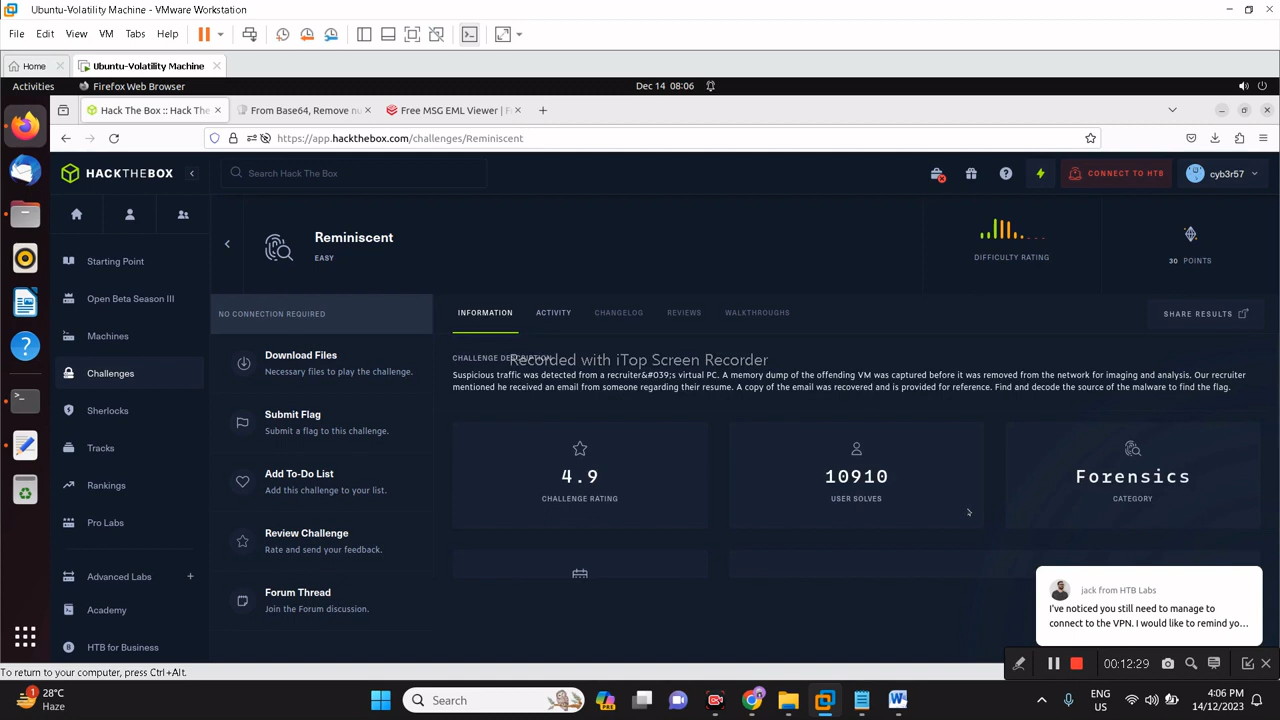 Ubuntu-Volatility Machine - VMware Workstation
File Edit View VM Tabs Help
Home Ubuntu-Volatility Machine
Activities Firefox Web Browser Dec 14 08:06
Hack The Box :: Hack The From Base64, Remove nu Free MSG EML Viewer | F
https://app.hackthebox.com/challenges/Reminiscent
HACKTHEBOX Search Hack The Box CONNECT TO HTB cyb3r57
Reminiscent
EASY
DIFFICULTY RATING
30 POINTS
Starting Point
Open Beta Season III
Machines
Challenges
Sherlocks
Tracks
Rankings
Pro Labs
Advanced Labs +
Academy
HTB for Business
NO CONNECTION REQUIRED
Download Files
Necessary files to play the challenge.
Submit Flag
Submit a flag to this challenge.
Add To-Do List
Add this challenge to your list.
Review Challenge
Rate and send your feedback.
Forum Thread
Join the Forum discussion.
INFORMATION ACTIVITY CHANGELOG REVIEWS WALKTHROUGHS SHARE RESULTS
CHALLENGE DESCRIPTION
Recorded with iTop Screen Recorder
Suspicious traffic was detected from a recruiter&#039;s virtual PC. A memory dump of the offending VM was captured before it was removed from the network for imaging and analysis. Our recruiter
mentioned he received an email from someone regarding their resume. A copy of the email was recovered and is provided for reference. Find and decode the source of the malware to find the flag.
4.9
CHALLENGE RATING
10910
USER SOLVES
Forensics
CATEGORY
jack from HTB Labs
I've noticed you still need to manage to
connect to the VPN. I would like to remind yo...
To return to your computer, press Ctrl+Alt.
00:12:29
1
28°C
Haze
Search
PRE
ENG
US
4:06 PM
14/12/2023